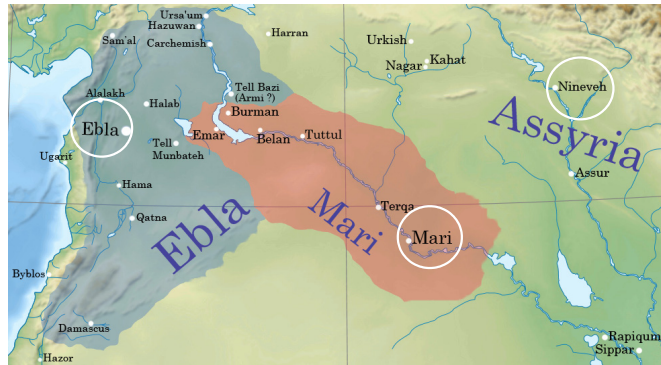 Ursa'um
Hazuwan
Harran
Sam'al
Carchemish
Urkish
Kahat
Nagar
Tell Bazi
(Armi ?)
Nineveh
Alalakh
Halab
Burman
Ebla
Emar
Belan
Tuttul
Assyria
Tell
Munbateh
Ugarit
Assur
Hama
Qatna
Ebla
Mari
Terqa
Mari
Byblos
Damascus
Hazor
Rapiqum
Sippar